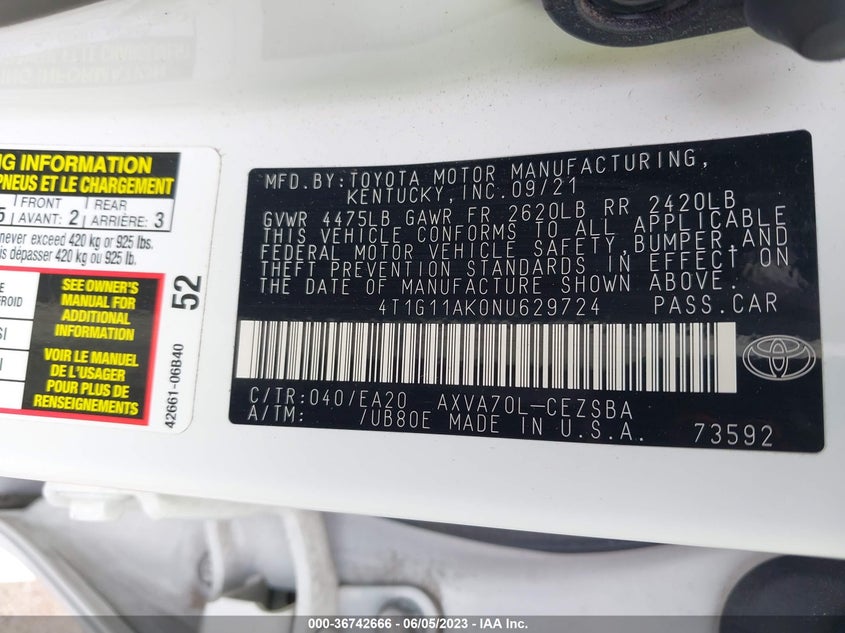 NG INFORMATION
PNEUS ET LE CHARGEMENT
5 FRONT AVANT: 2 REAR ARRIÈRE: 3
never exceed 420 kg or 925 lbs.
dépasser 420 kg ou 925 lb.
SEE OWNER'S
MANUAL FOR
ADDITIONAL
INFORMATION
VOIR LE MANUEL
DE L'USAGER
POUR PLUS DE
RENSEIGNEMENTS
52
42661-06B40
MFD.BY:TOYOTA MOTOR MANUFACTURING,
KENTUCKY, INC.09/21
GVWR 4475LB GAWR FR 2620LB RR 2420LB
THIS VEHICLE CONFORMS TO ALL APPLICABLE
FEDERAL MOTOR VEHICLE SAFETY,BUMPER,AND
THEFT PREVENTION STANDARDS IN EFFECT ON
THE DATE OF MANUFACTURE SHOWN ABOVE.
4T1G11AK0NU629724 PASS.CAR
C/TR:040/EA20 AXVA70L-CEZSBA
A/TM: 7UB80E MADE IN U.S.A. 73592
000-36742666 - 06/05/2023 - ©IAA Inc.